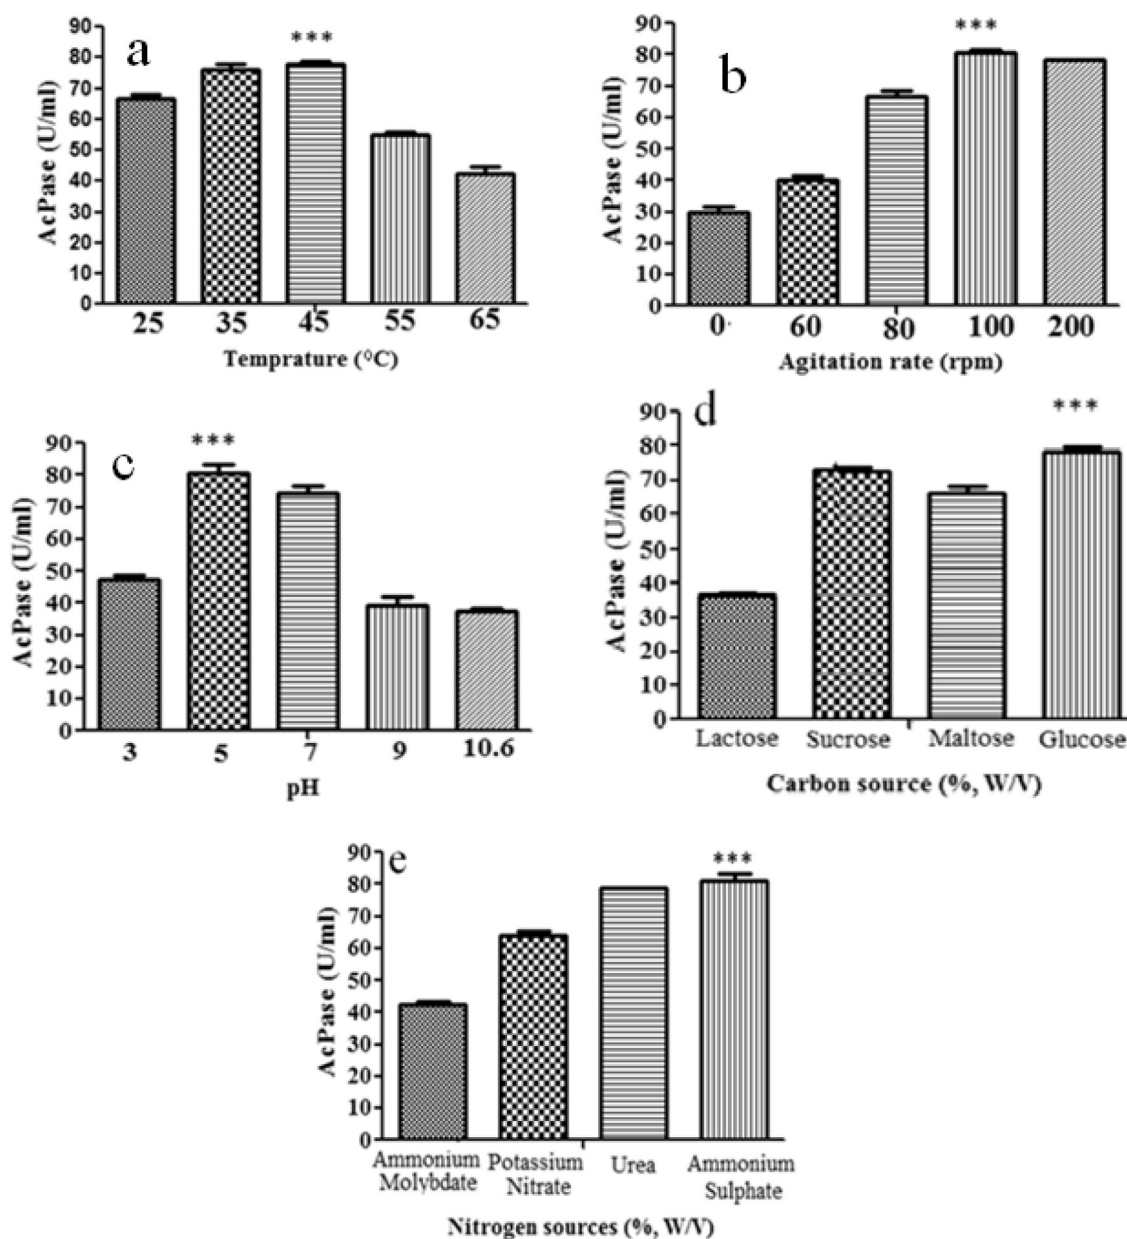 a
***
AcPase (U/ml)
90
80
70
60
50
40
30
20
10
0
25 35 45 55 65
Temprature (ºC)
b
***
AcPase (U/ml)
90
80
70
60
50
40
30
20
10
0
0 60 80 100 200
Agitation rate (rpm)
c
***
AcPase (U/ml)
90
80
70
60
50
40
30
20
10
0
3 5 7 9 10.6
pH
d
***
AcPase (U/ml)
90
80
70
60
50
40
30
20
10
0
Lactose Sucrose Maltose Glucose
Carbon source (%, W/V)
e
***
AcPase (U/ml)
90
80
70
60
50
40
30
20
10
0
Ammonium Potassium Urea Ammonium
Molybdate Nitrate Sulphate
Nitrogen sources (%, W/V)